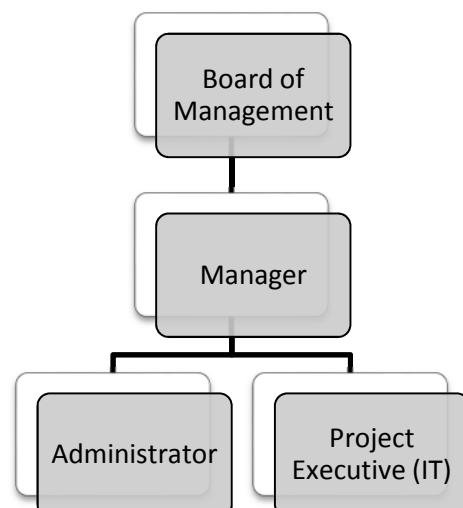 Board of
Management
Manager
Administrator
Project
Executive (IT)